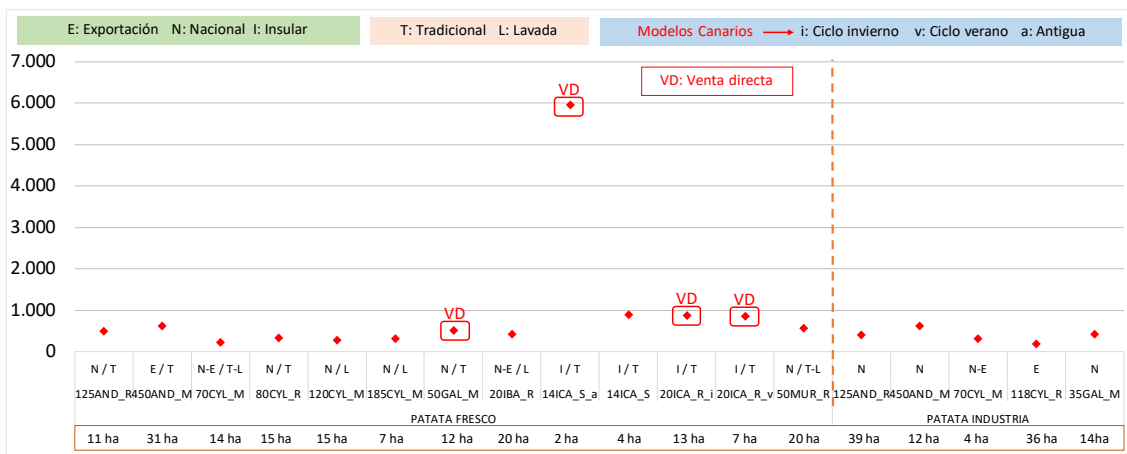 E: Exportación N: Nacional I: Insular
T: Tradicional L: Lavada
Modelos Canarios i: Ciclo invierno v: Ciclo verano a: Antigua
VD: Venta directa
7.000
6.000
5.000
4.000
3.000
2.000
1.000
0
VD
VD
VD
VD
N / T E / T N-E / T-L N / T N / L N / L N / T N-E / L I / T I / T I / T I / T N / T-L N N N-E E N
125AND_R 450AND_M 70CYL_M 80CYL_R 120CYL_M 185CYL_M 50GAL_M 20IBA_R 14ICA_S_a 14ICA_S 20ICA_R_i 20ICA_R_v 50MUR_R 125AND_R 450AND_M 70CYL_M 118CYL_R 35GAL_M
PATATA FRESCO PATATA INDUSTRIA
11 ha 31 ha 14 ha 15 ha 15 ha 7 ha 12 ha 20 ha 2 ha 4 ha 13 ha 7 ha 20 ha 39 ha 12 ha 4 ha 36 ha 14ha